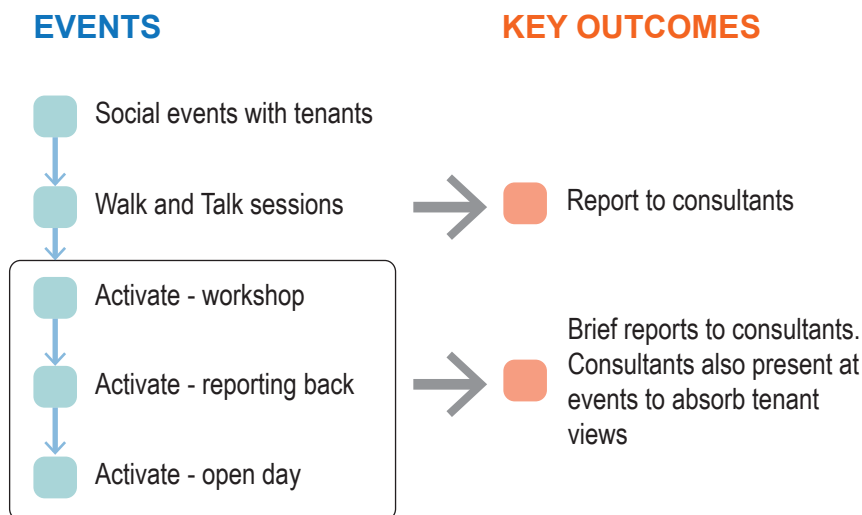 EVENTS
KEY OUTCOMES
Social events with tenants
Walk and Talk sessions
Report to consultants
Activate - workshop
Activate - reporting back
Activate - open day
Brief reports to consultants.
Consultants also present at
events to absorb tenant
views